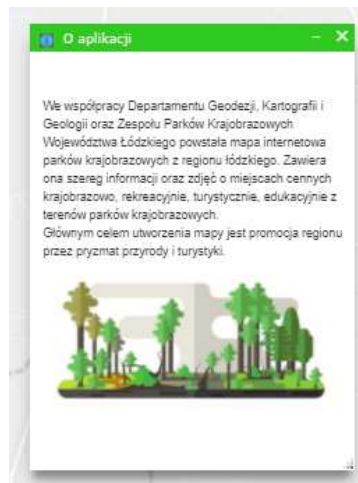 O aplikacji
We współpracy Departamentu Geodezji, Kartografii i
Geologii oraz Zespołu Parków Krajobrazowych
Województwa Łódzkiego powstała mapa internetowa
parków krajobrazowych z regionu łódzkiego. Zawiera
ona szereg informacji oraz zdjęć o miejscach cennych
krajobrazowo, rekreacyjnie, turystycznie, edukacyjnie z
terenów parków krajobrazowych.
Głównym celem utworzenia mapy jest promocja regionu
przez pryzmat przyrody i turystyki.